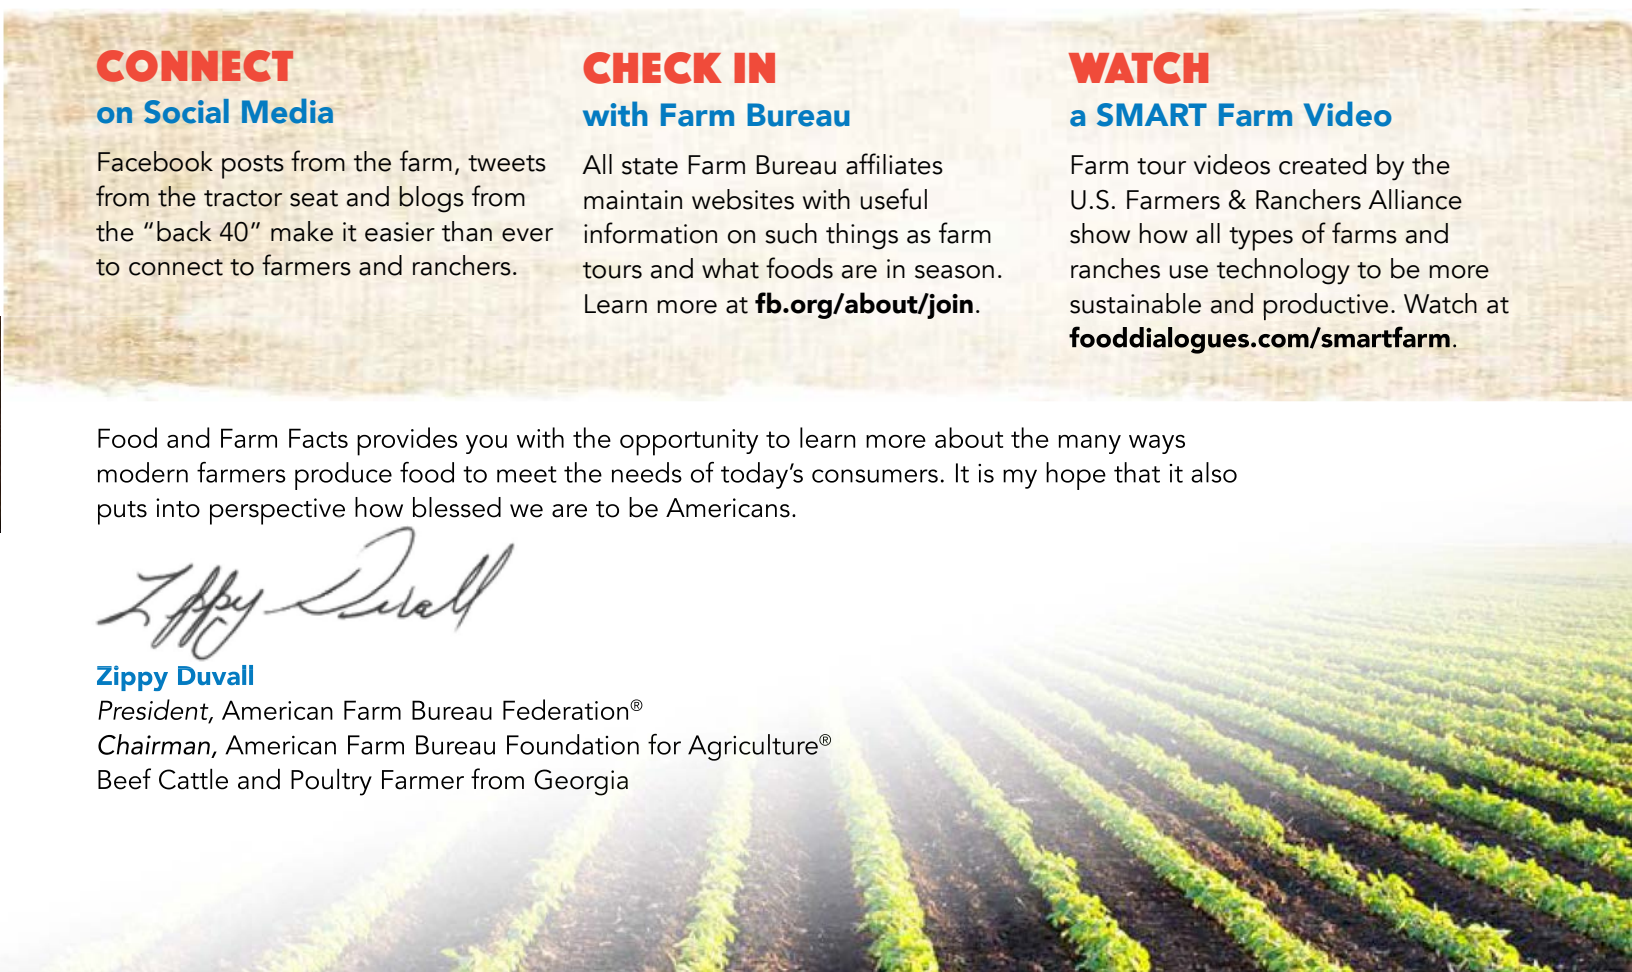 CONNECT
on Social Media
Facebook posts from the farm, tweets
from the tractor seat and blogs from
the “back 40” make it easier than ever
to connect to farmers and ranchers.
CHECK IN
with Farm Bureau
All state Farm Bureau affiliates
maintain websites with useful
information on such things as farm
tours and what foods are in season.
Learn more at fb.org/about/join.
WATCH
a SMART Farm Video
Farm tour videos created by the
U.S. Farmers & Ranchers Alliance
show how all types of farms and
ranches use technology to be more
sustainable and productive. Watch at
fooddialogues.com/smartfarm.
Food and Farm Facts provides you with the opportunity to learn more about the many ways
modern farmers produce food to meet the needs of today’s consumers. It is my hope that it also
puts into perspective how blessed we are to be Americans.
Zippy Duvall
Zippy Duvall
President, American Farm Bureau Federation®
Chairman, American Farm Bureau Foundation for Agriculture®
Beef Cattle and Poultry Farmer from Georgia